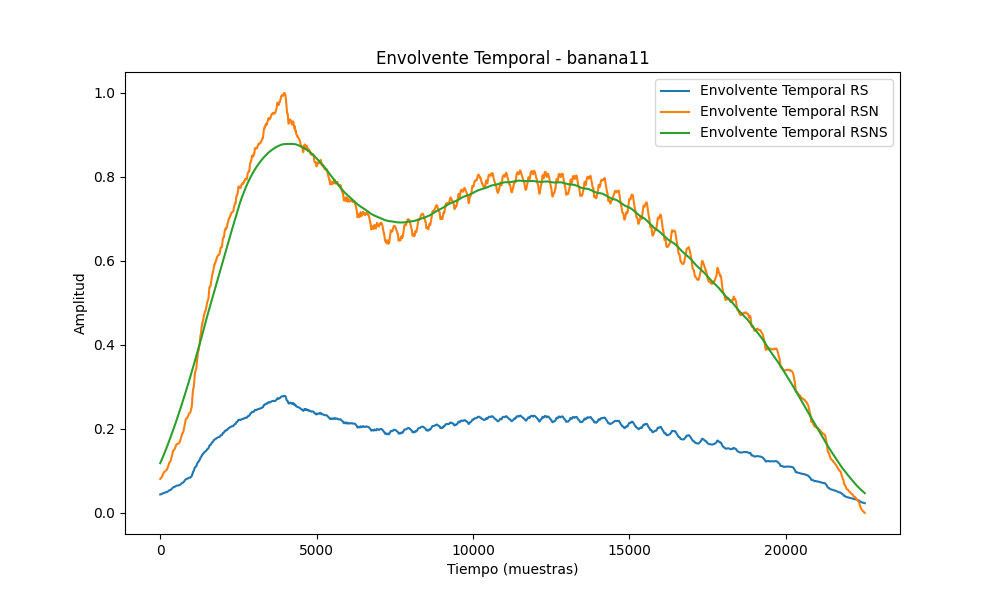 Envolvente Temporal - banana11
Envolvente Temporal RS
Envolvente Temporal RSN
Envolvente Temporal RSNS
Amplitud
1.0
0.8
0.6
0.4
0.2
0.0
0 5000 10000 15000 20000
Tiempo (muestras)